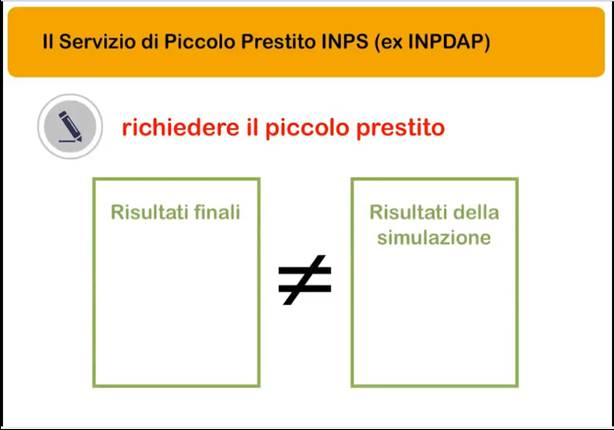 Il Servizio di Piccolo Prestito INPS (ex INPDAP)
richiedere il piccolo prestito
Risultati finali
≠
Risultati della
simulazione